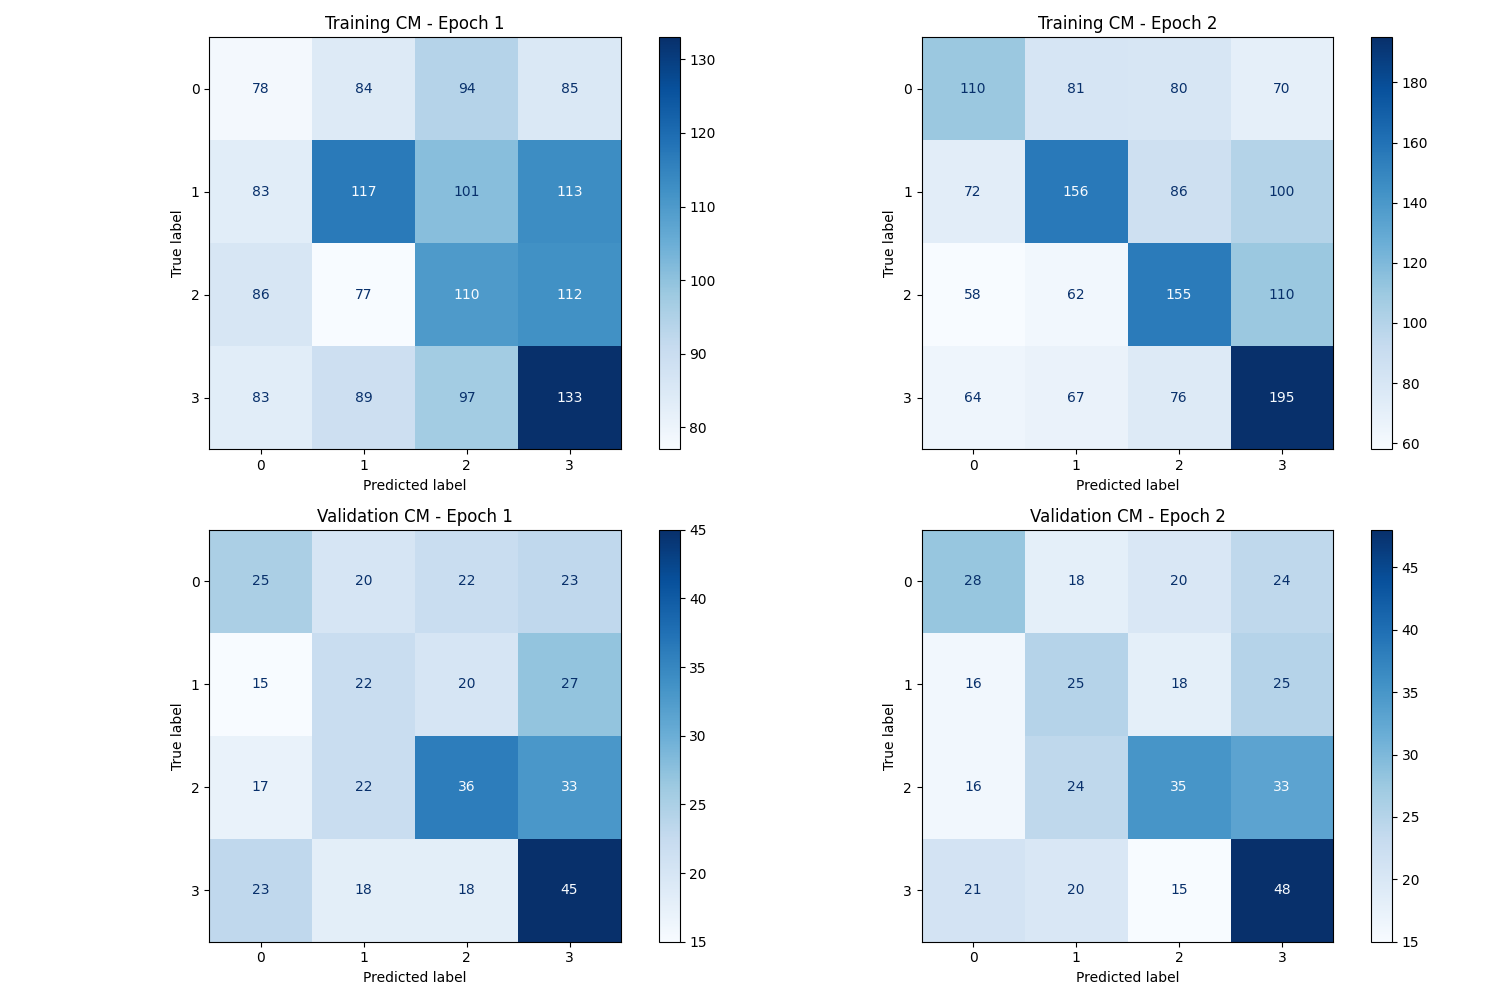 Training CM - Epoch 1
0 78 84 94 85
1 83 117 101 113
2 86 77 110 112
3 83 89 97 133
0 1 2 3
Predicted label
True label
130
120
110
100
90
80
Training CM - Epoch 2
0 110 81 80 70
1 72 156 86 100
2 58 62 155 110
3 64 67 76 195
0 1 2 3
Predicted label
True label
180
160
140
120
100
80
60
Validation CM - Epoch 1
0 25 20 22 23
1 15 22 20 27
2 17 22 36 33
3 23 18 18 45
0 1 2 3
Predicted label
True label
45
40
35
30
25
20
15
Validation CM - Epoch 2
0 28 18 20 24
1 16 25 18 25
2 16 24 35 33
3 21 20 15 48
0 1 2 3
Predicted label
True label
45
40
35
30
25
20
15